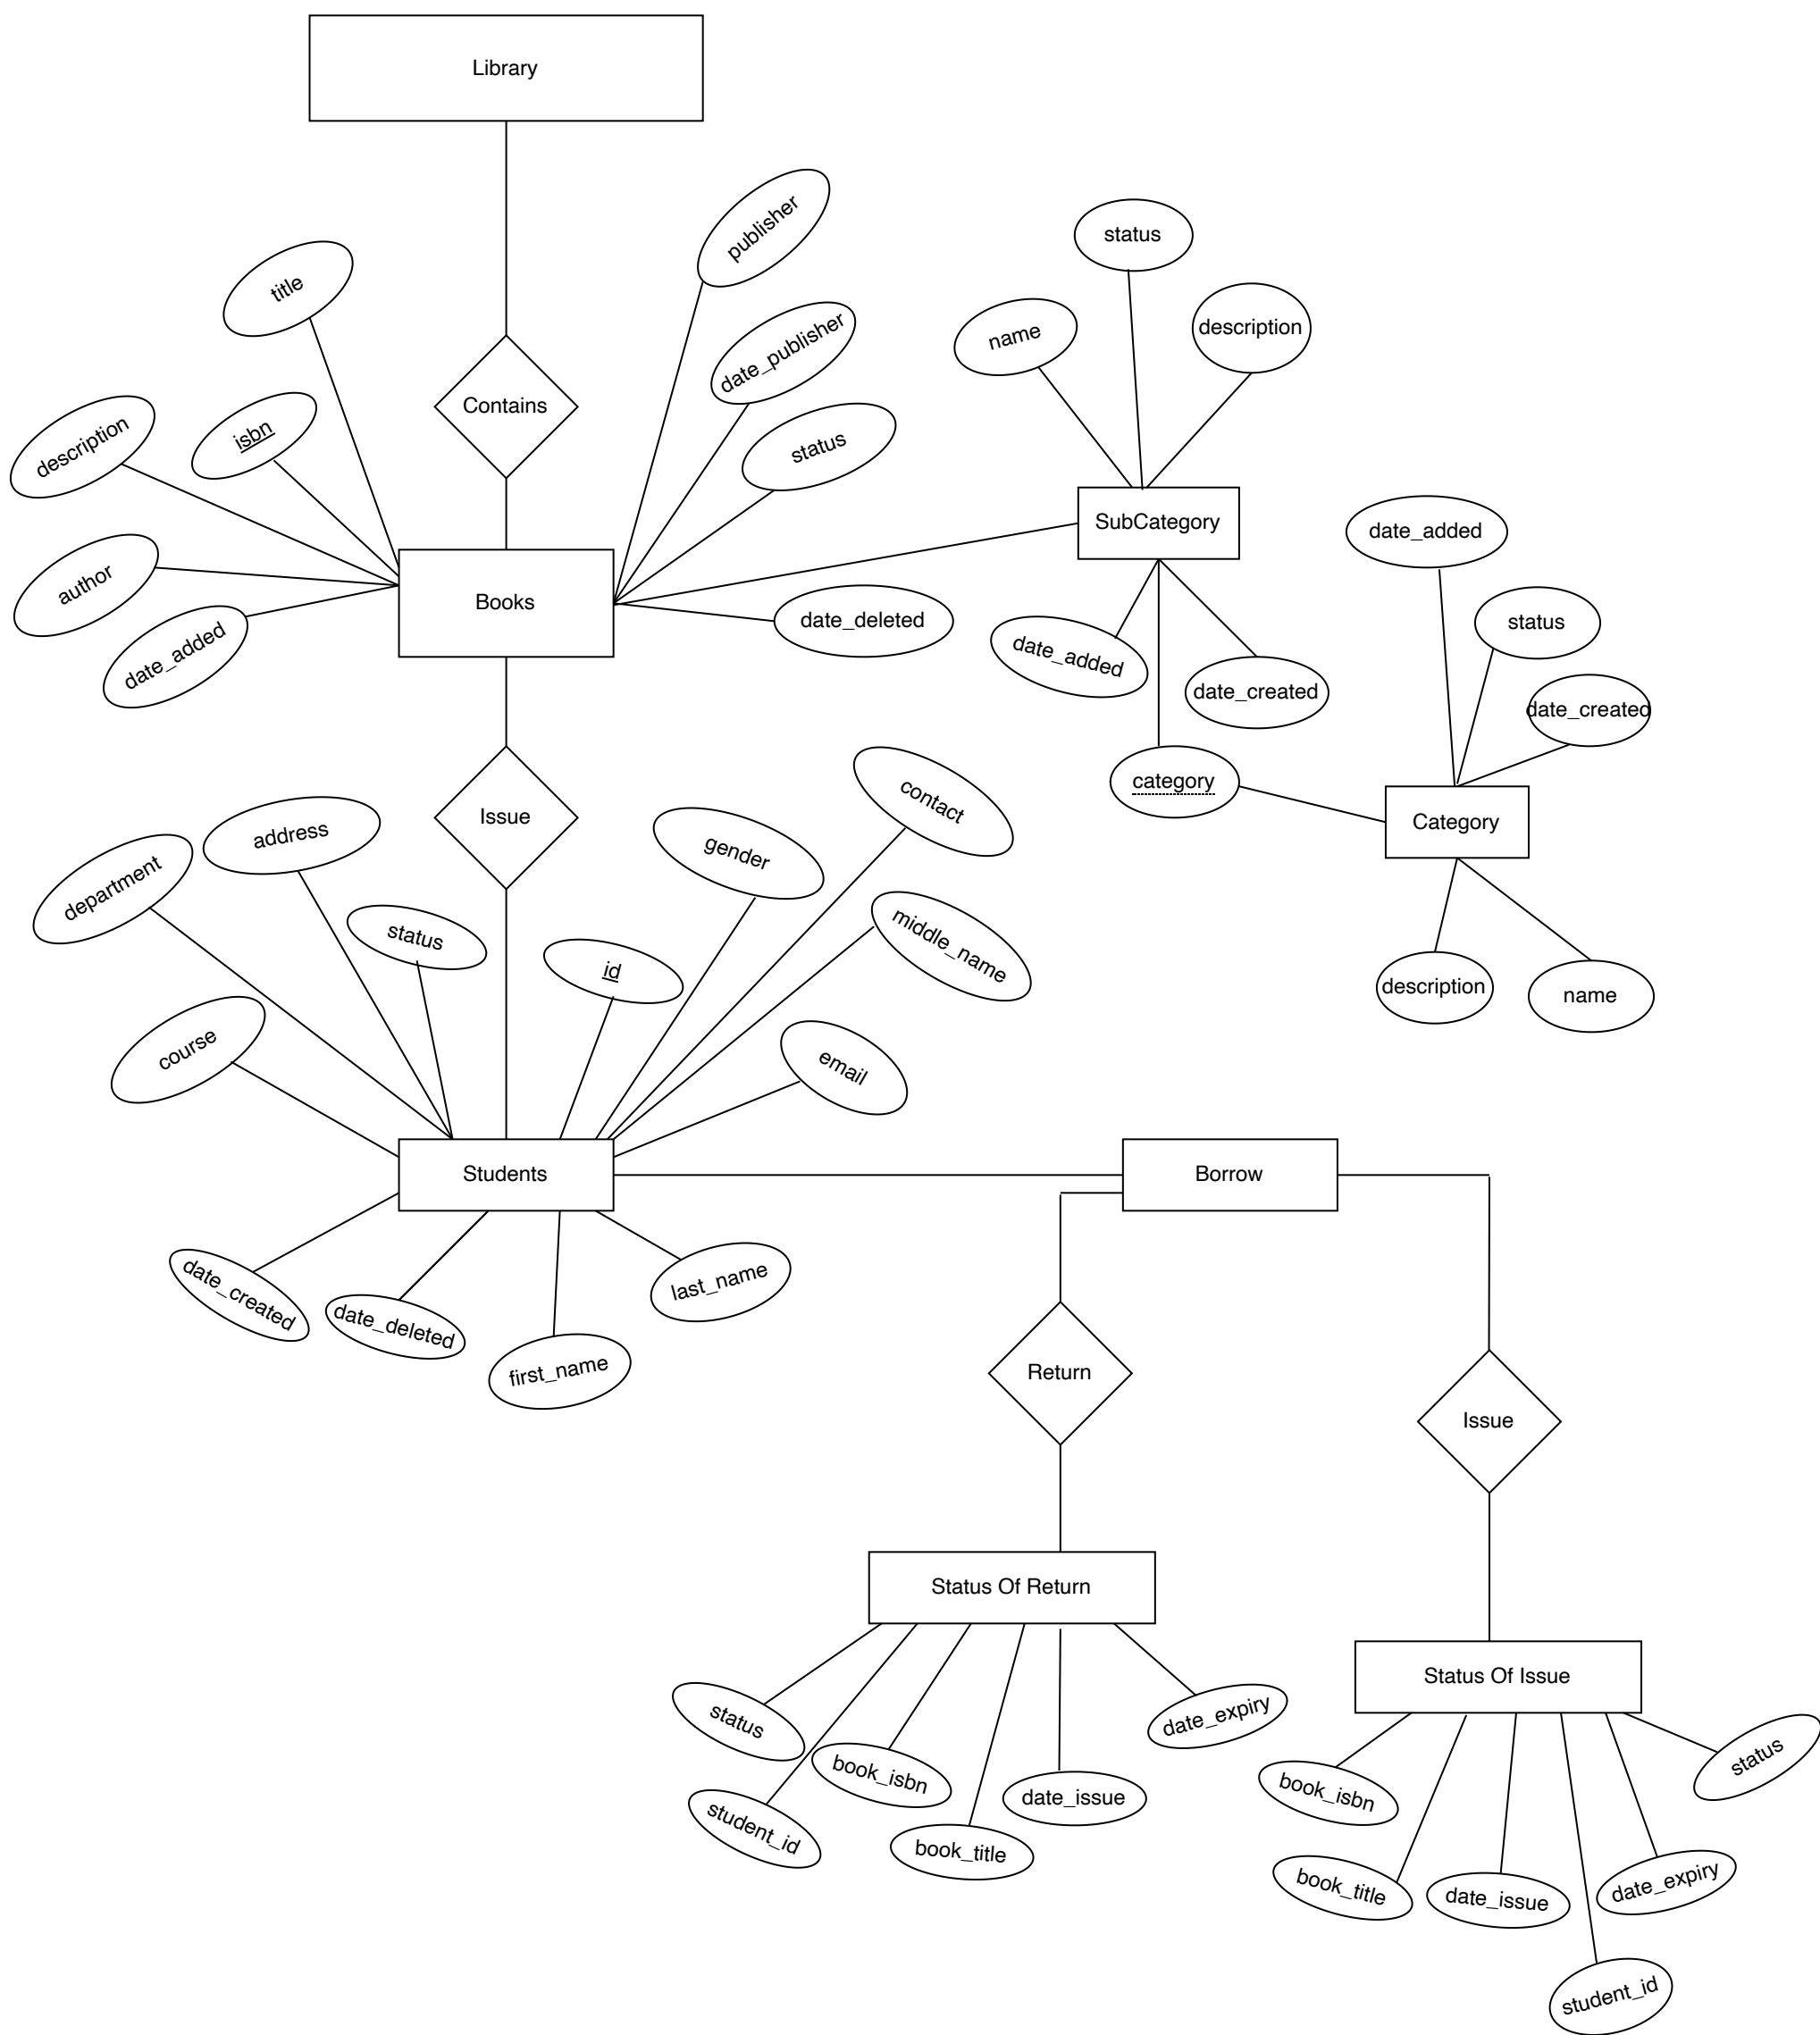 Library
publisher
status
title
description
name
date_publisher
Contains
isbn
status
description
SubCategory
date_added
author
Books
date_deleted
status
date_added
date_added
date_created
date_created
category
contact
Issue
Category
address
gender
department
status
middle_name
id
description
name
course
email
Students
Borrow
date_created
last_name
date_deleted
first_name
Return
Issue
Status Of Return
Status Of Issue
status
date_expiry
status
book_isbn
book_isbn
date_issue
student_id
book_title
book_title
date_issue
date_expiry
student_id